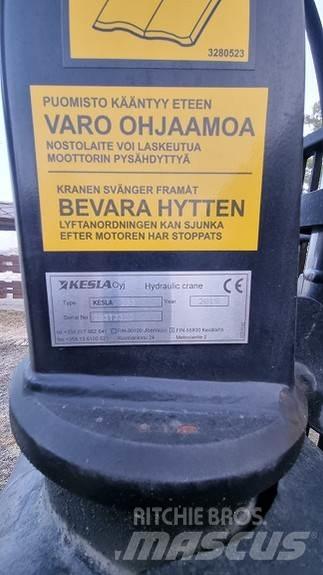 3280523
PUOMISTO KÄÄNTYY ETEEN
VARO OHJAAMOA
NOSTOLAITE VOI LASKEUTUA
MOOTTORIN PYSÄHDYTTYÄ
KRANEN SVÄNGER FRAMÅT
BEVARA HYTTEN
LYFTANORDNINGEN KAN SJUNKA
EFTER MOTOREN HAR STOPPATS
KESLA Oyj Hydraulic crane CE
Type KESLA Year
Serial No
RITCHIE BROS.
MASCUS